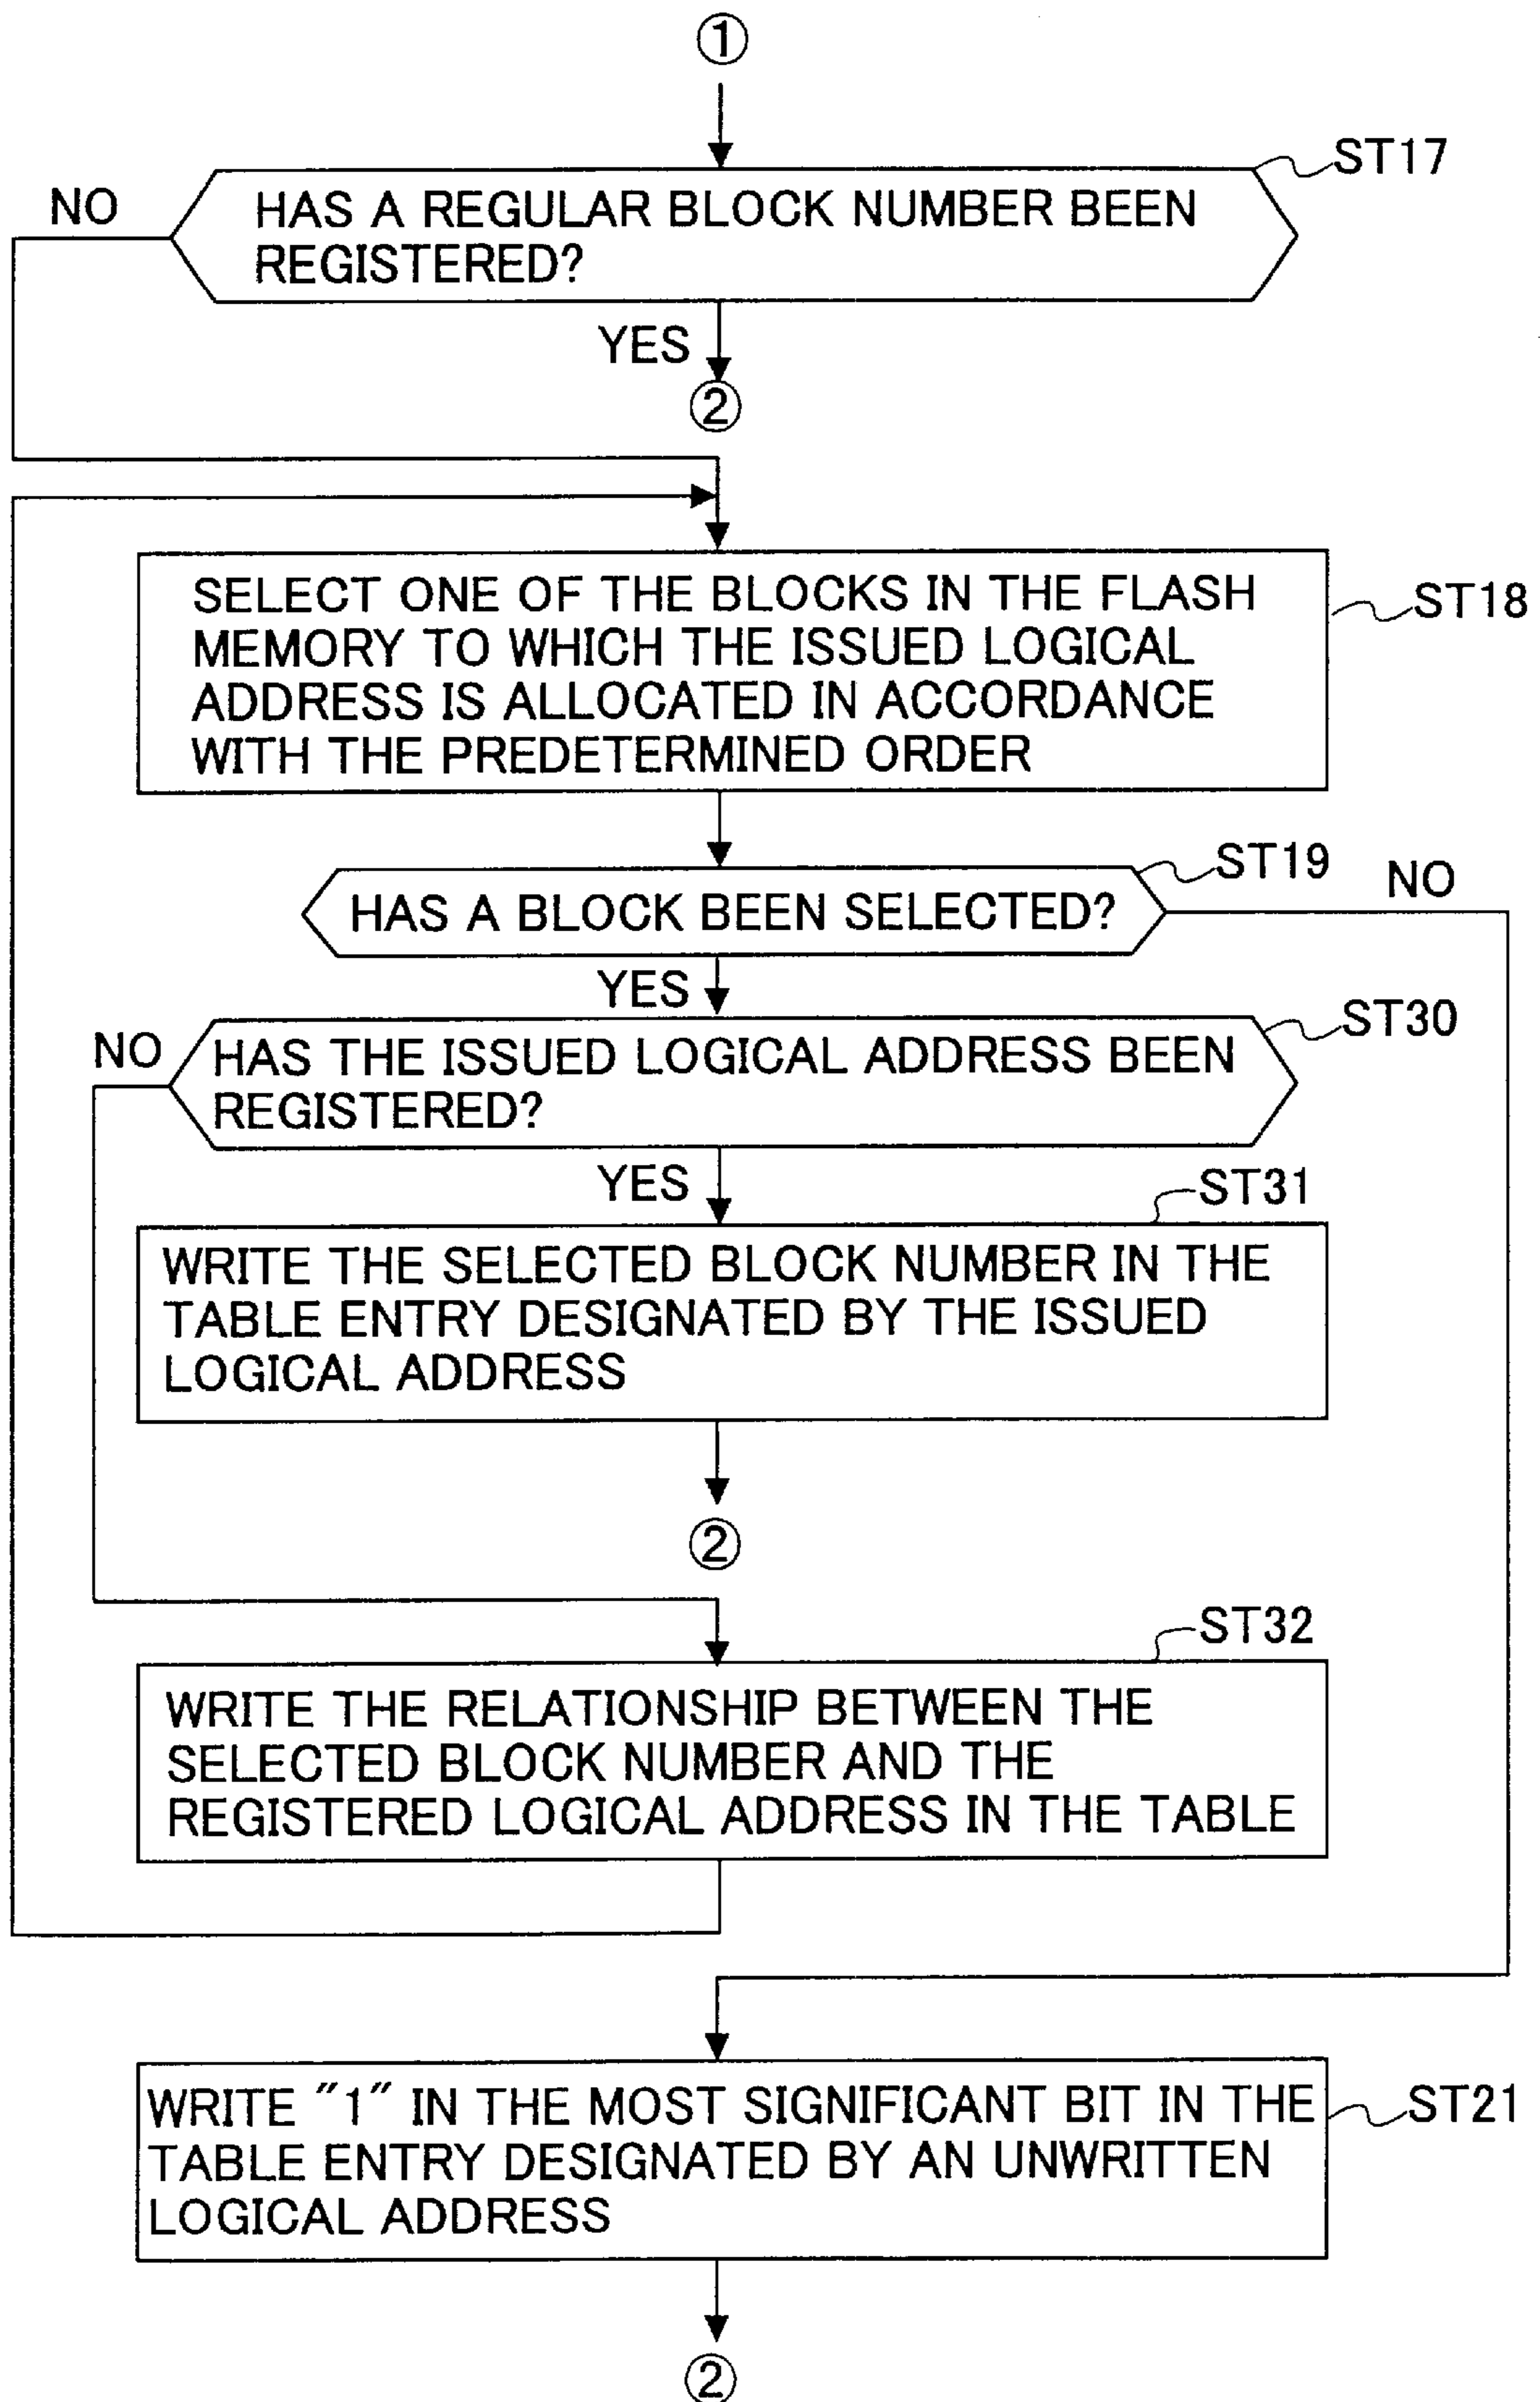 ①
ST17
NO
HAS A REGULAR BLOCK NUMBER BEEN
REGISTERED?
YES
②
SELECT ONE OF THE BLOCKS IN THE FLASH
MEMORY TO WHICH THE ISSUED LOGICAL
ADDRESS IS ALLOCATED IN ACCORDANCE
WITH THE PREDETERMINED ORDER
ST18
ST19
NO
HAS A BLOCK BEEN SELECTED?
YES
ST30
NO
HAS THE ISSUED LOGICAL ADDRESS BEEN
REGISTERED?
YES
ST31
WRITE THE SELECTED BLOCK NUMBER IN THE
TABLE ENTRY DESIGNATED BY THE ISSUED
LOGICAL ADDRESS
②
ST32
WRITE THE RELATIONSHIP BETWEEN THE
SELECTED BLOCK NUMBER AND THE
REGISTERED LOGICAL ADDRESS IN THE TABLE
WRITE "1" IN THE MOST SIGNIFICANT BIT IN THE
TABLE ENTRY DESIGNATED BY AN UNWRITTEN
LOGICAL ADDRESS
ST21
②